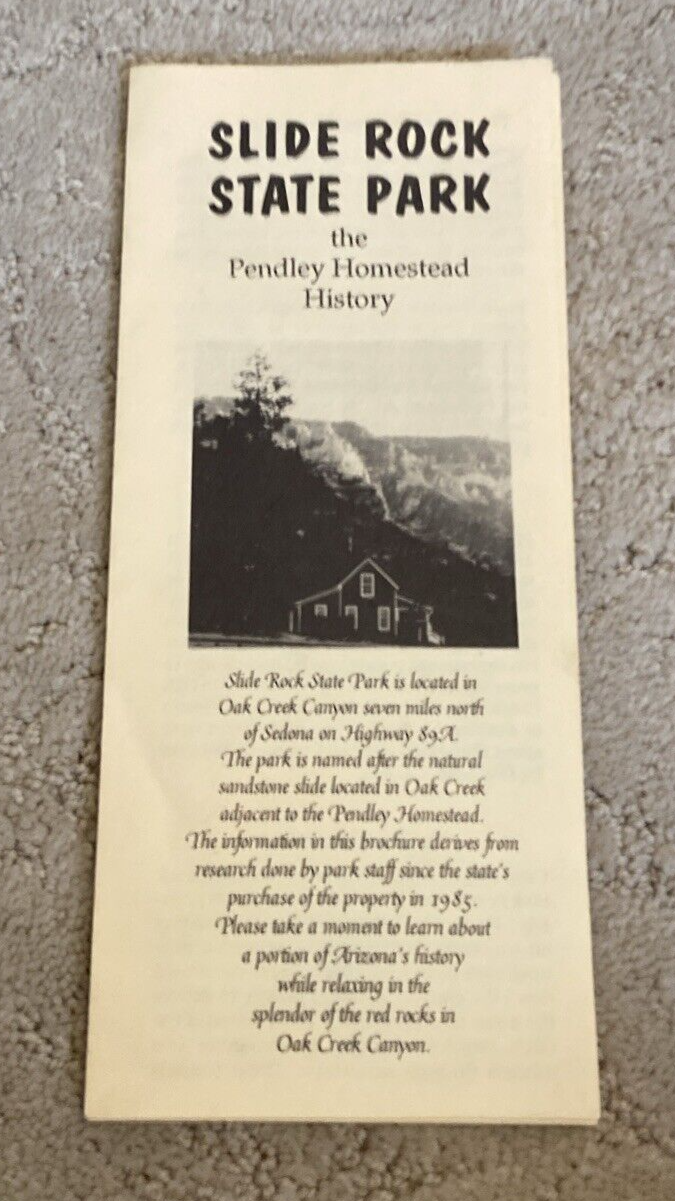 SLIDE ROCK
STATE PARK
the
Pendley Homestead
History
Slide Rock State Park is located in
Oak Creek Canyon seven miles north
of Sedona on Highway 89A.
The park is named after the natural
sandstone slide located in Oak Creek
adjacent to the Pendley Homestead.
The information in this brochure derives from
research done by park staff since the state's
purchase of the property in 1985.
Please take a moment to learn about
a portion of Arizona's history
while relaxing in the
splendor of the red rocks in
Oak Creek Canyon.